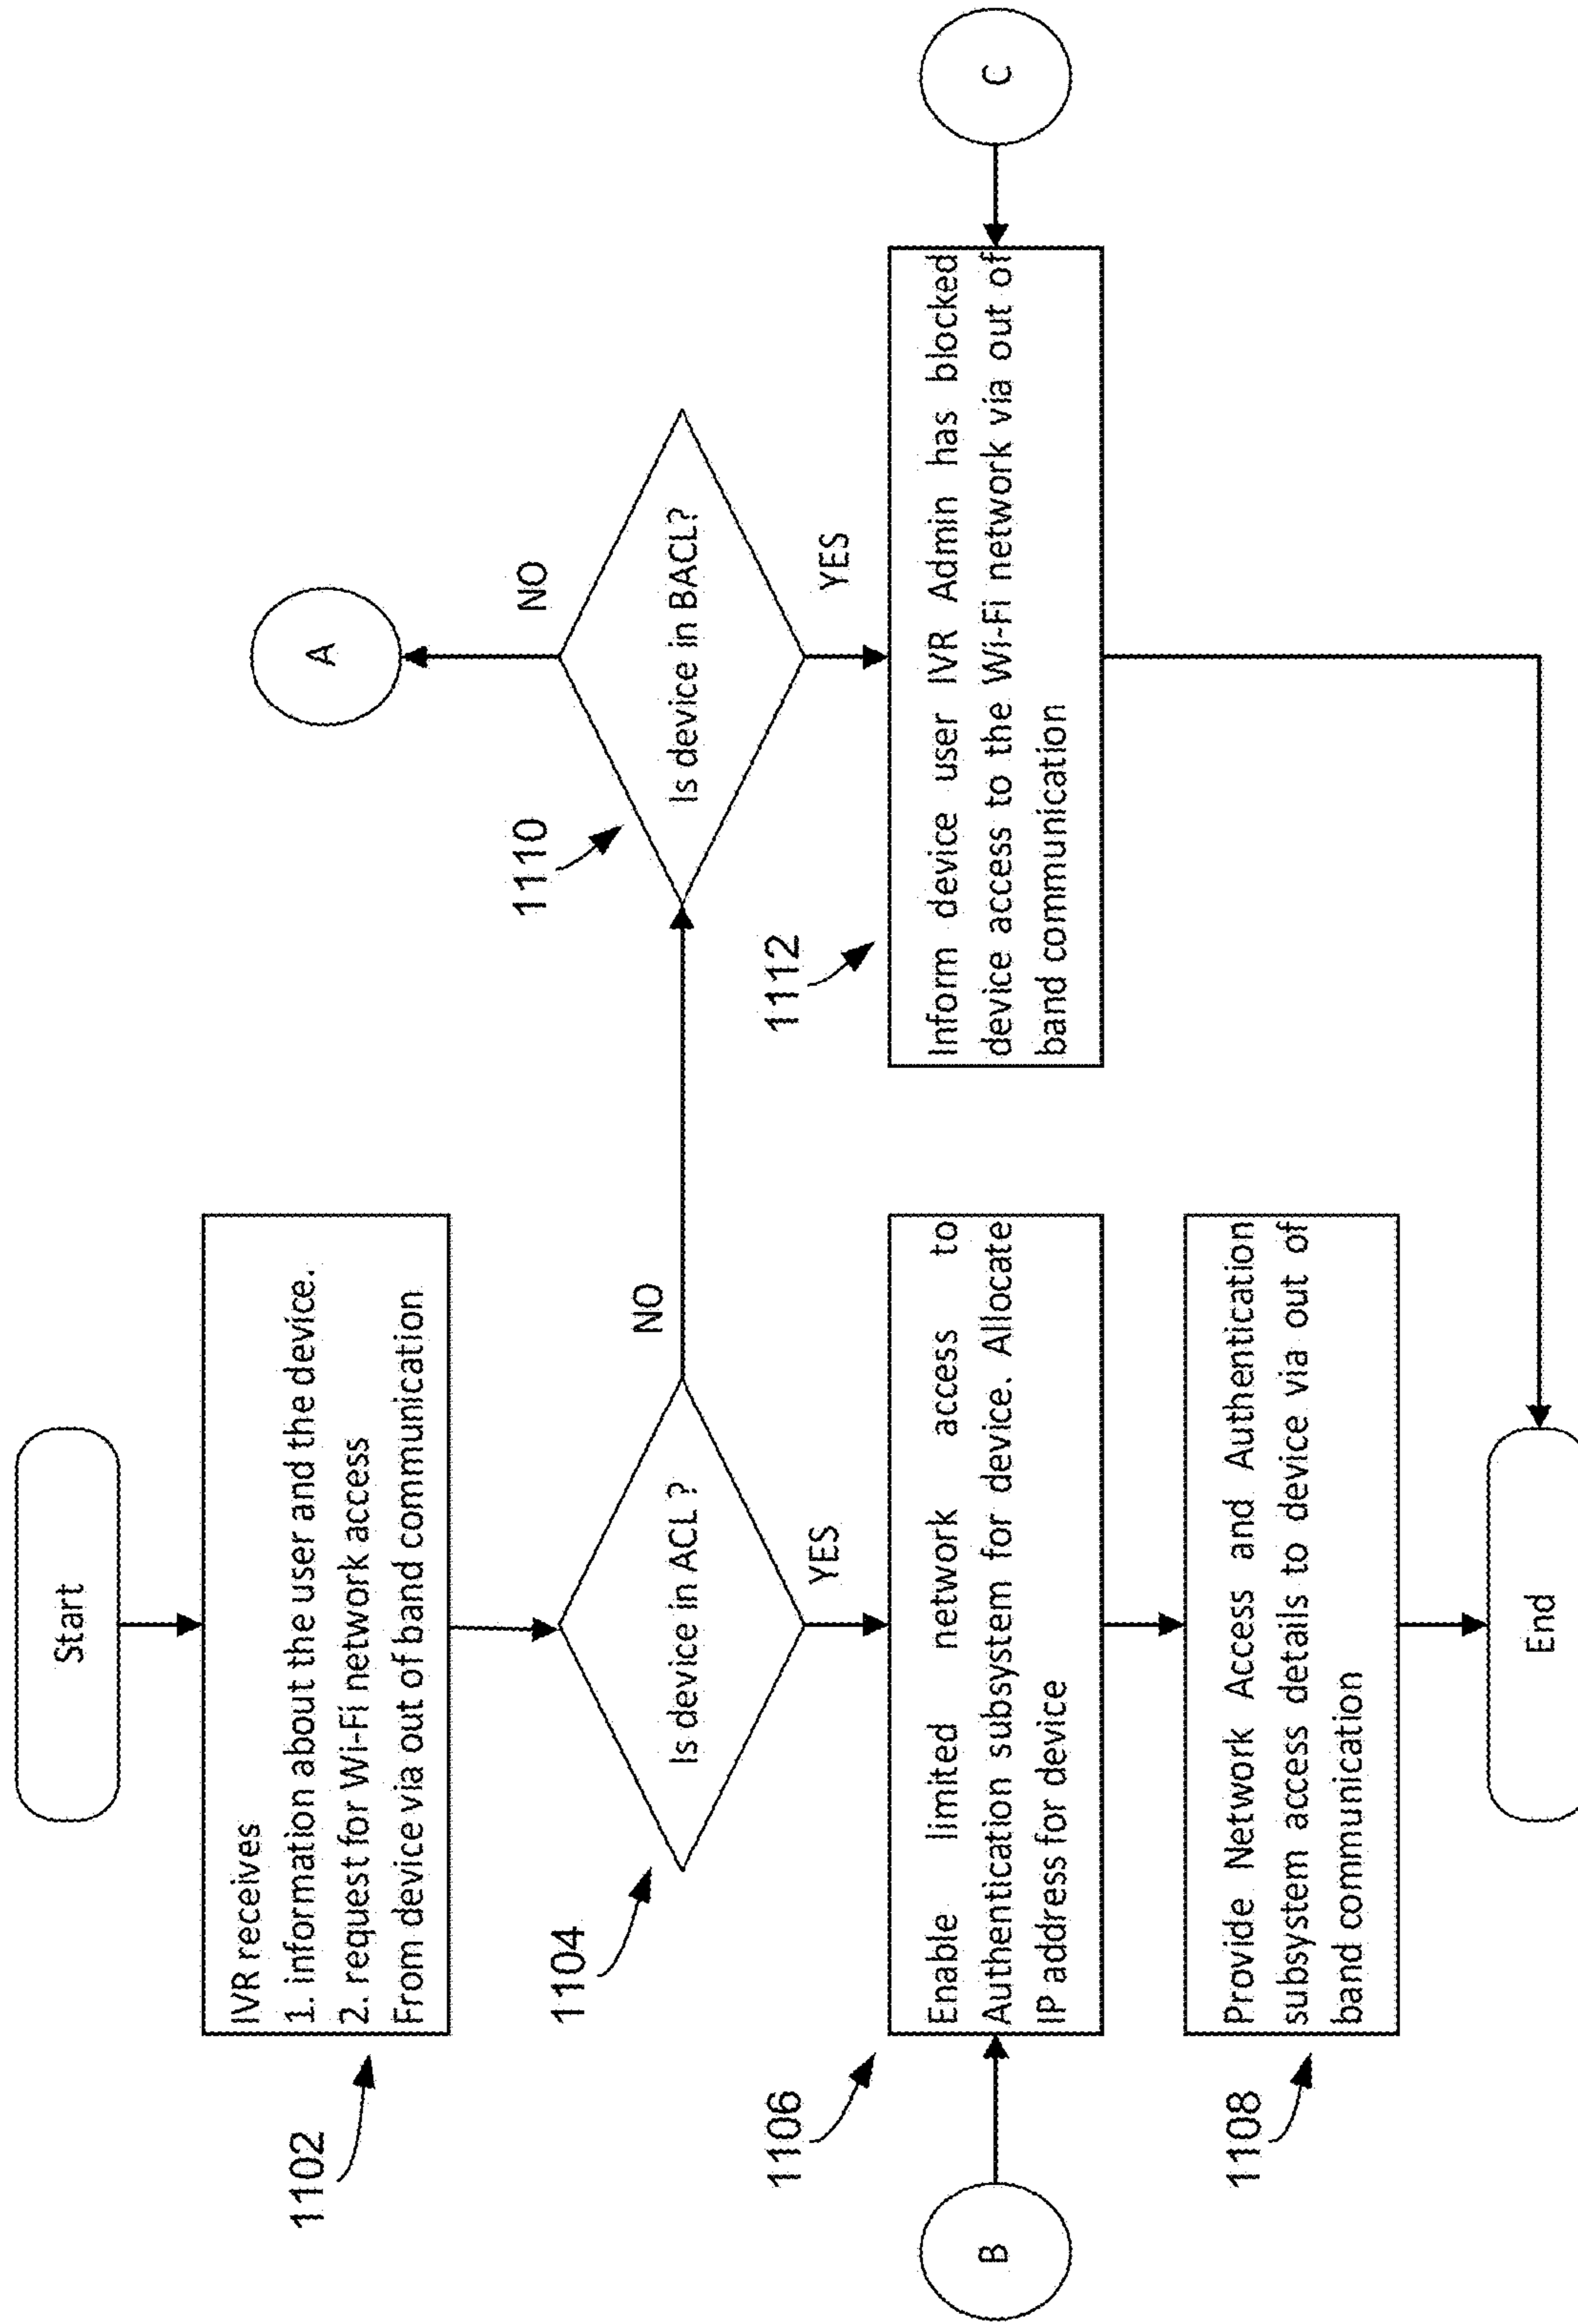 Start
1102
IVR receives
1. information about the user and the device.
2. request for Wi-Fi network access
From device via out of band communication
1104
Is device in ACL ?
NO
YES
1110
Is device in BACL?
NO
A
YES
B
1106
Enable limited network access to
Authentication subsystem for device. Allocate
IP address for device
1112
Inform device user IVR Admin has blocked
device access to the Wi-Fi network via out of
band communication
C
1108
Provide Network Access and Authentication
subsystem access details to device via out of
band communication
End